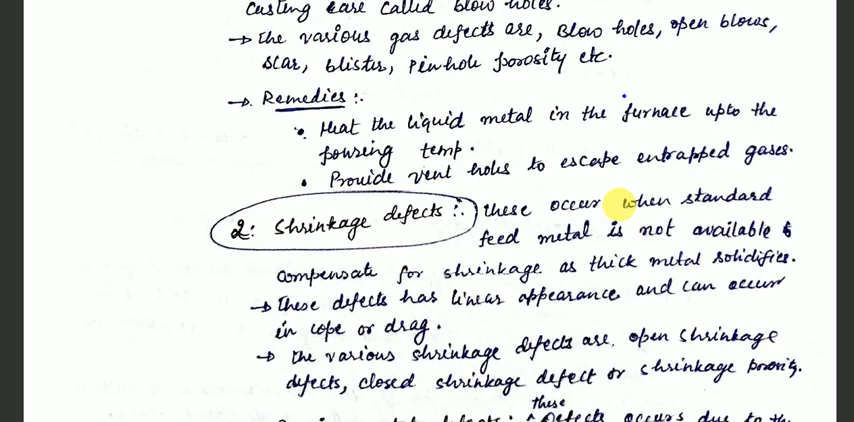 casting are called blow holes.
→ The various gas defects are, Blow holes, open blows,
scar, blister, pinhole porosity etc.
→ Remedies :-
• Heat the liquid metal in the furnace upto the
pouring temp.
• Provide vent holes to escape entrapped gases.
2: Shrinkage defects :- These occur when standard
feed metal is not available to
compensate for shrinkage as thick metal solidifies.
→ These defects has linear appearance and can occur
in cope or drag.
→ The various shrinkage defects are, open shrinkage
defects, closed shrinkage defect or shrinkage porosity.
these
defects occurs due to the